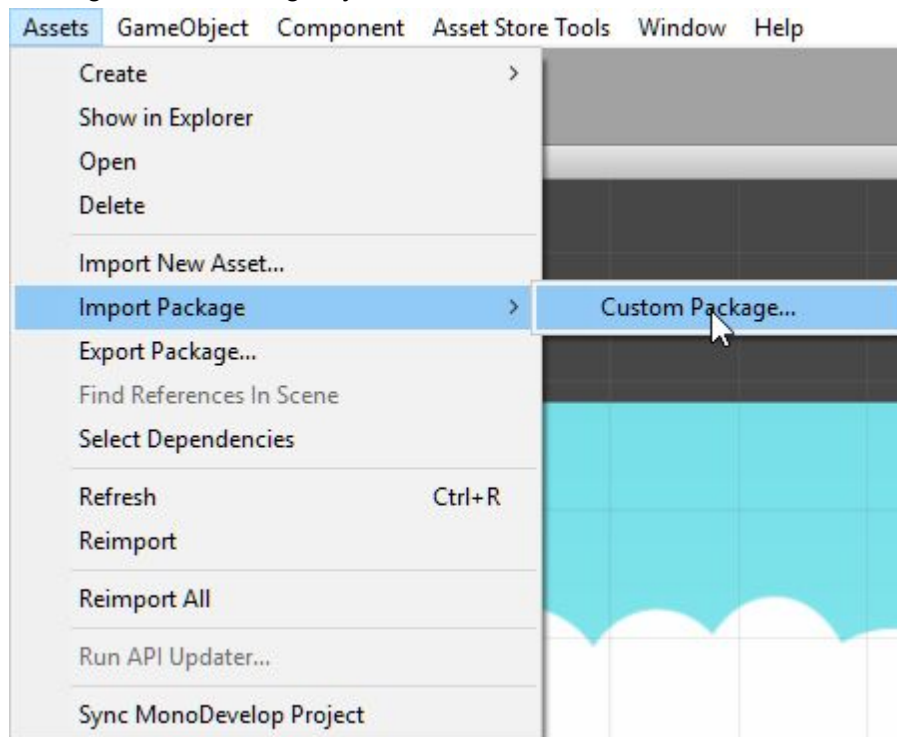 Assets GameObject Component Asset Store Tools Window Help
Create >
Show in Explorer
Open
Delete
Import New Asset...
Import Package > Custom Package...
Export Package...
Find References In Scene
Select Dependencies
Refresh Ctrl+R
Reimport
Reimport All
Run API Updater...
Sync MonoDevelop Project